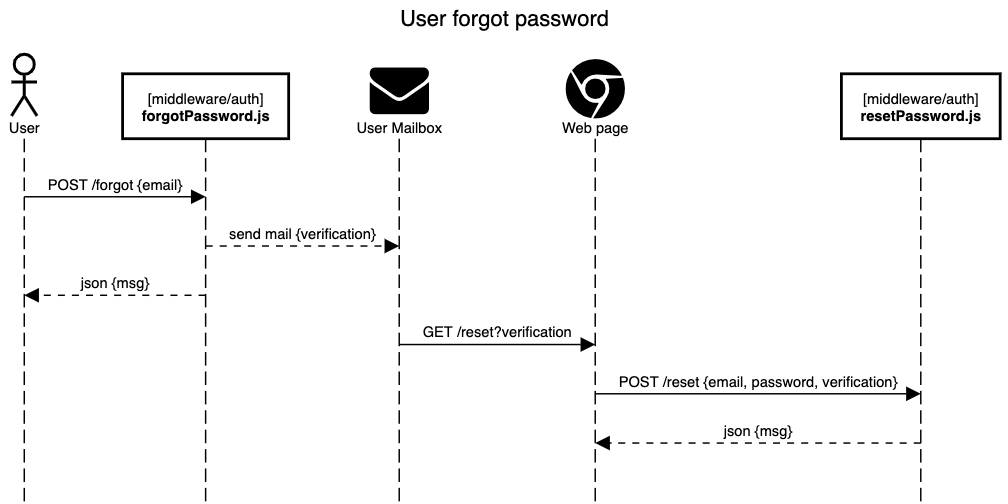 User forgot password
User
[middleware/auth]
forgotPassword.js
User Mailbox
Web page
[middleware/auth]
resetPassword.js
POST /forgot {email}
send mail {verification}
json {msg}
GET /reset?verification
POST /reset {email, password, verification}
json {msg}